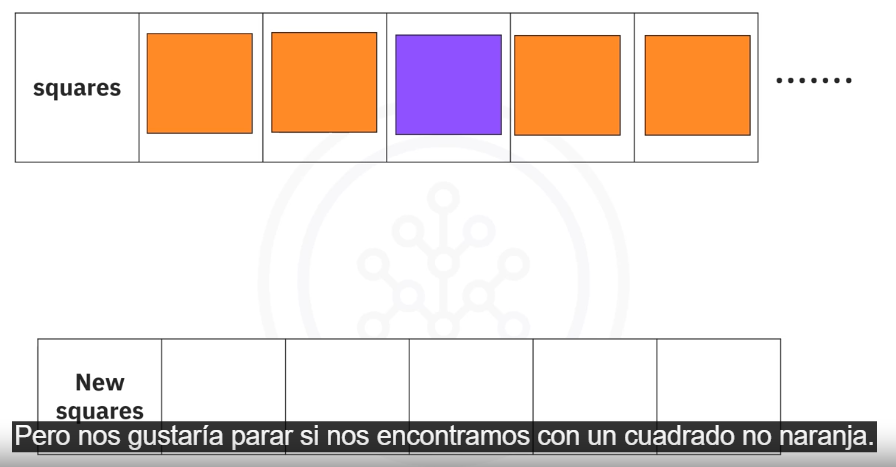 squares
.......
New
squares
Pero nos gustaría parar si nos encontramos con un cuadrado no naranja.